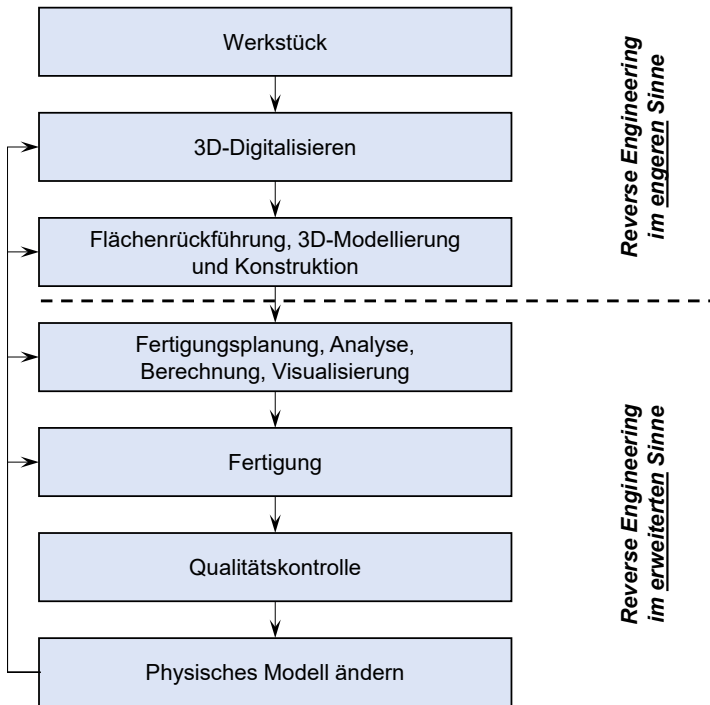 Werkstück
3D-Digitalisieren
Flächenrückführung, 3D-Modellierung
und Konstruktion
Reverse Engineering
im engeren Sinne
Fertigungsplanung, Analyse,
Berechnung, Visualisierung
Fertigung
Qualitätskontrolle
Physisches Modell ändern
Reverse Engineering
im erweiterten Sinne